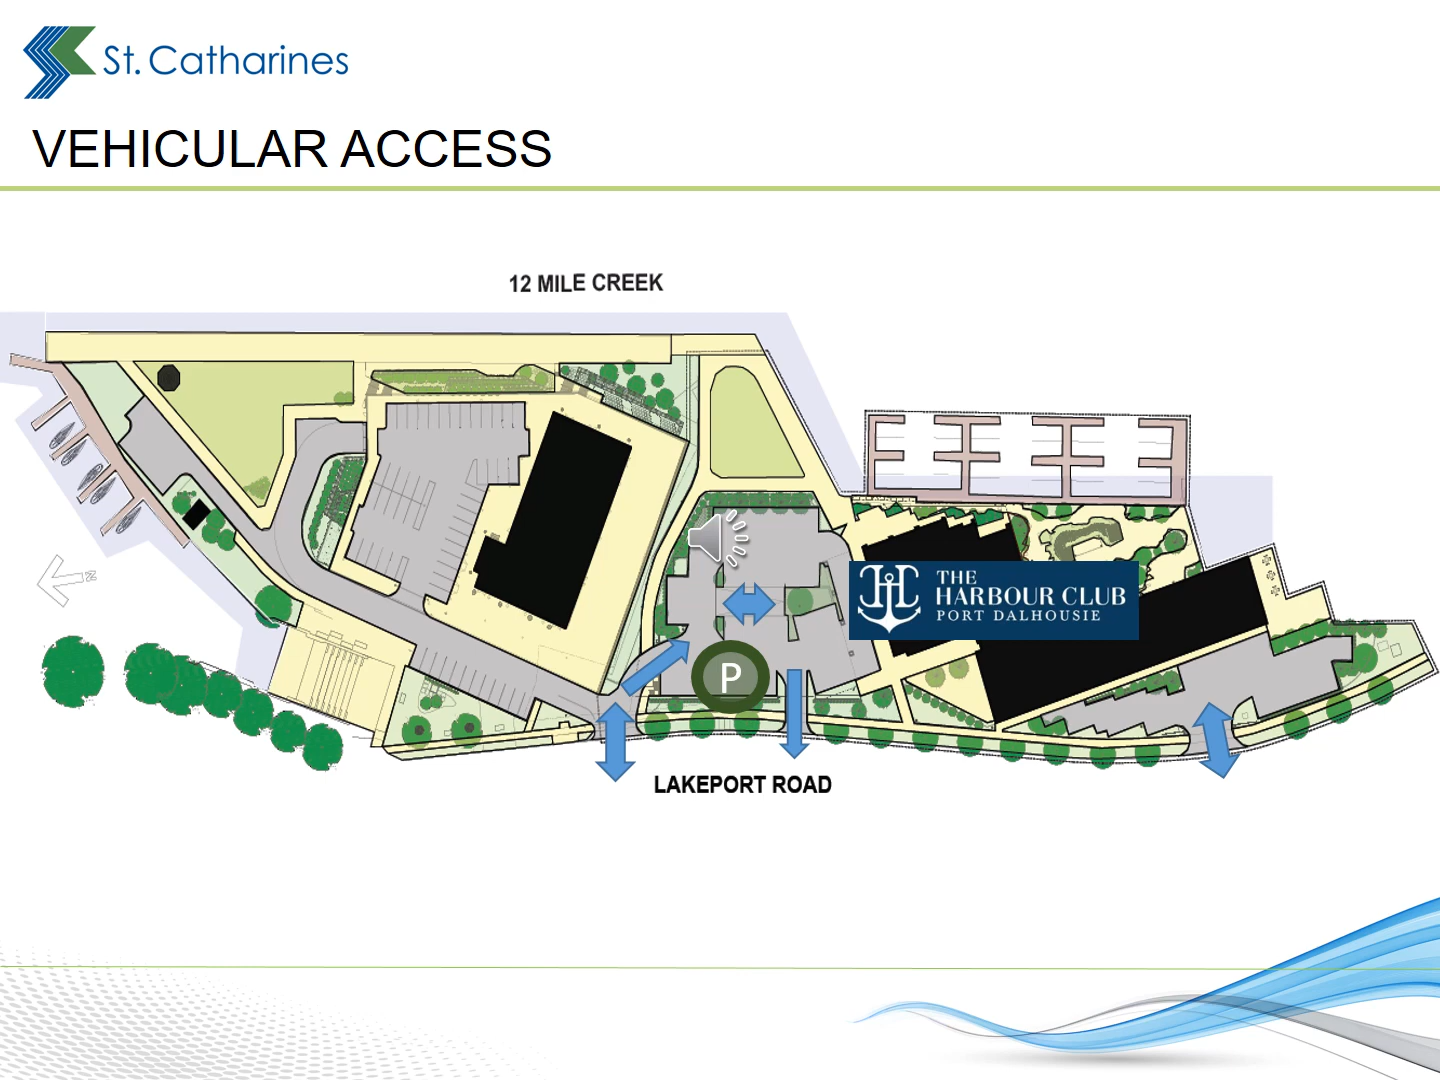 St. Catharines
VEHICULAR ACCESS
12 MILE CREEK
N
THE
HARBOUR CLUB
PORT DALHOUSIE
P
LAKEPORT ROAD